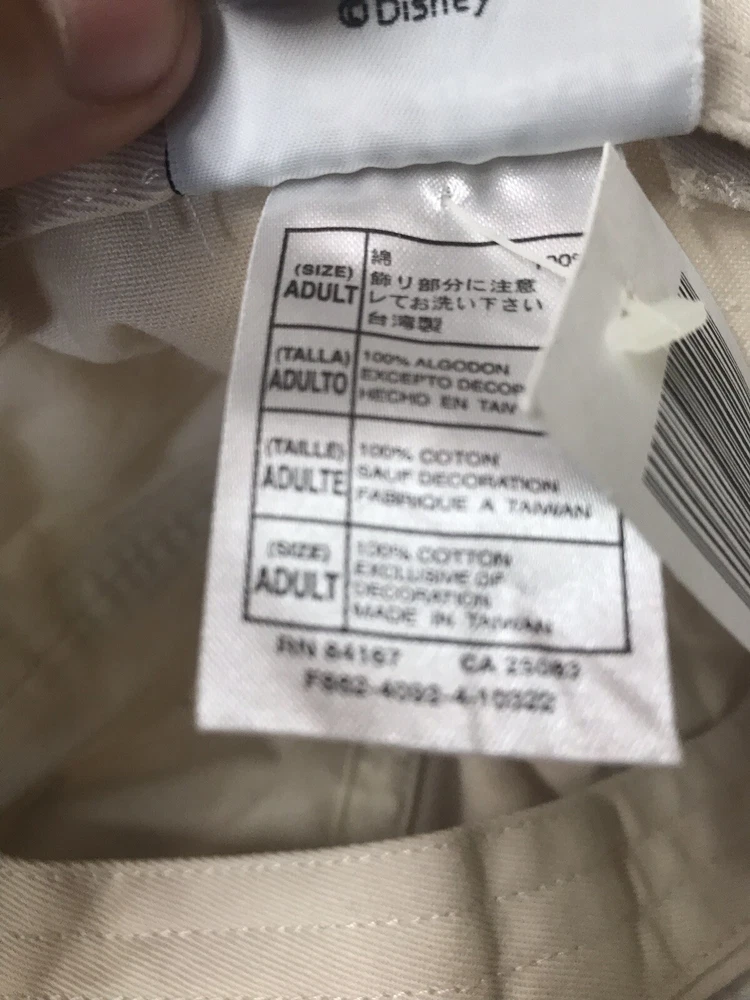 ©Disney
(SIZE)
ADULT
綿
飾り部分に注意
してお洗い下さい
台湾製
(TALLA)
ADULTO
100% ALGODON
EXCEPTO DECOR
HECHO EN TAIW
(TAILLE)
ADULTE
100% COTON
SAUF DECORATION
FABRIQUE A TAIWAN
(SIZE)
ADULT
100% COTTON
EXCLUSIVE OF
DECORATION
MADE IN TAIWAN
RN 84167 CA 25083
F862-4092-4-10322